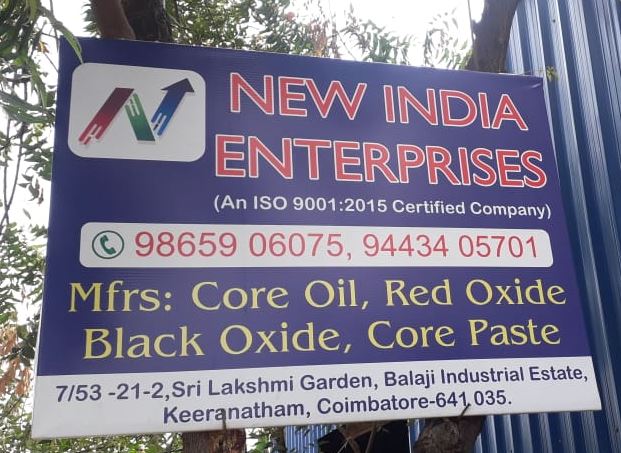 NEW INDIA
ENTERPRISES
(An ISO 9001:2015 Certified Company)
98659 06075, 94434 05701
Mfrs: Core Oil, Red Oxide
Black Oxide, Core Paste
7/53 -21-2,Sri Lakshmi Garden, Balaji Industrial Estate,
Keeranatham, Coimbatore-641 035.